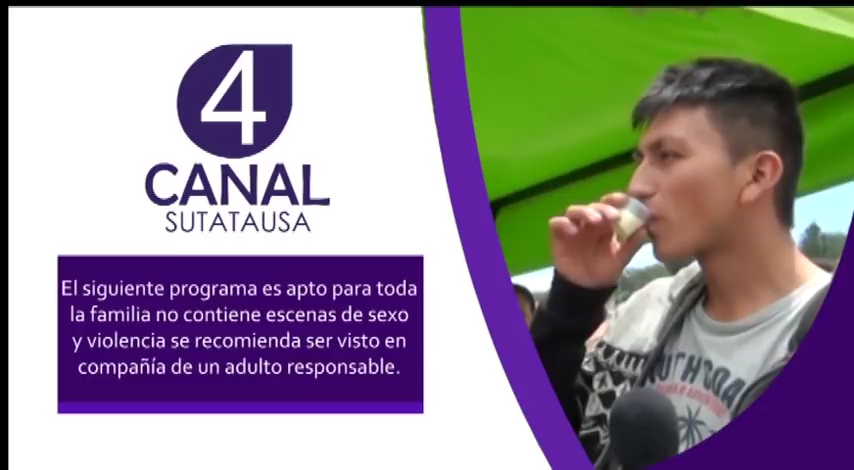 4
CANAL
SUTATAUSA
El siguiente programa es apto para toda
la familia no contiene escenas de sexo
y violencia se recomienda ser visto en
compañía de un adulto responsable.